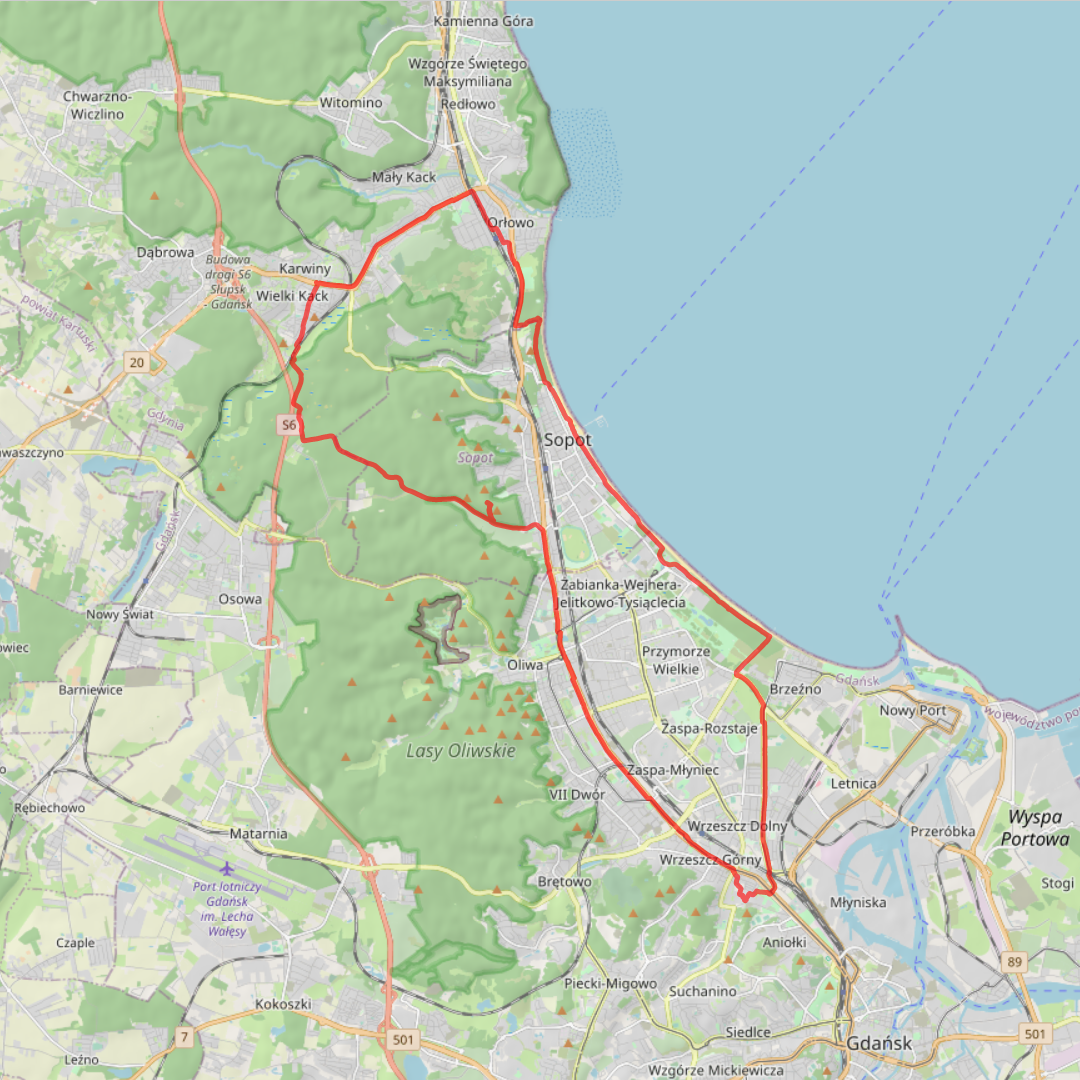 Kamienna Góra
Wzgórze Świętego
Maksymiliana
Chwarzno-
Wiczlino
Witomino
Redłowo
Mały Kack
Orłowo
Dąbrowa
Budowa
drogi S6
Słupsk
- Gdańsk
Karwiny
Wielki Kack
powiat Kartuski
20
Gdynia
S6
Sopot
Sopot
waszczyno
Gdańsk
Żabianka-Wejhera-
Jelitkowo-Tysiąclecia
Osowa
Nowy Świat
owiec
Oliwa
Przymorze
Wielkie
Barniewice
Brzeźno
Gdańsk
Nowy Port
województwo po
Zaspa-Rozstaje
Lasy Oliwskie
Zaspa-Młyniec
Letnica
VII Dwór
Rębiechowo
Matarnia
Wrzeszcz Dolny
Przeróbka
Wyspa
Portowa
Wrzeszcz Górny
Port lotniczy
Gdańsk
im. Lecha
Wałęsy
Brętowo
Stogi
Młyniska
Czaple
Aniołki
89
Piecki-Migowo
Suchanino
Kokoszki
7
501
Siedlce
Gdańsk
501
Leźno
Wzgórze Mickiewicza